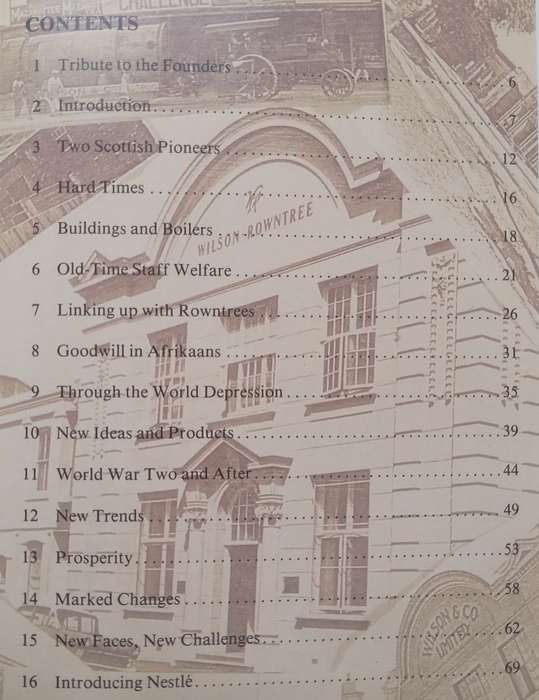 CHALLENGE
CONTENTS
1 Tribute to the Founders . . . . . . . . . . . . . . . . . . . . 6
2 Introduction . . . . . . . . . . . . . . . . . . . . 7
3 Two Scottish Pioneers . . . . . . . . . . . . . . . . . . . . 12
4 Hard Times . . . . . . . . . . . . . . . . . . . . 16
WILSON-ROWNTREE
5 Buildings and Boilers . . . . . . . . . . . . . . . . . . . . 18
6 Old-Time Staff Welfare . . . . . . . . . . . . . . . . . . . . 21
7 Linking up with Rowntrees . . . . . . . . . . . . . . . . . . . . 26
8 Goodwill in Afrikaans . . . . . . . . . . . . . . . . . . . . 31
9 Through the World Depression . . . . . . . . . . . . . . . . . . . . 35
10 New Ideas and Products . . . . . . . . . . . . . . . . . . . . 39
11 World War Two and After . . . . . . . . . . . . . . . . . . . . 44
12 New Trends . . . . . . . . . . . . . . . . . . . . 49
13 Prosperity . . . . . . . . . . . . . . . . . . . . 53
14 Marked Changes . . . . . . . . . . . . . . . . . . . . 58
WILSON & CO
LIMITED
15 New Faces, New Challenges . . . . . . . . . . . . . . . . . . . . 62
16 Introducing Nestlé . . . . . . . . . . . . . . . . . . . . 69